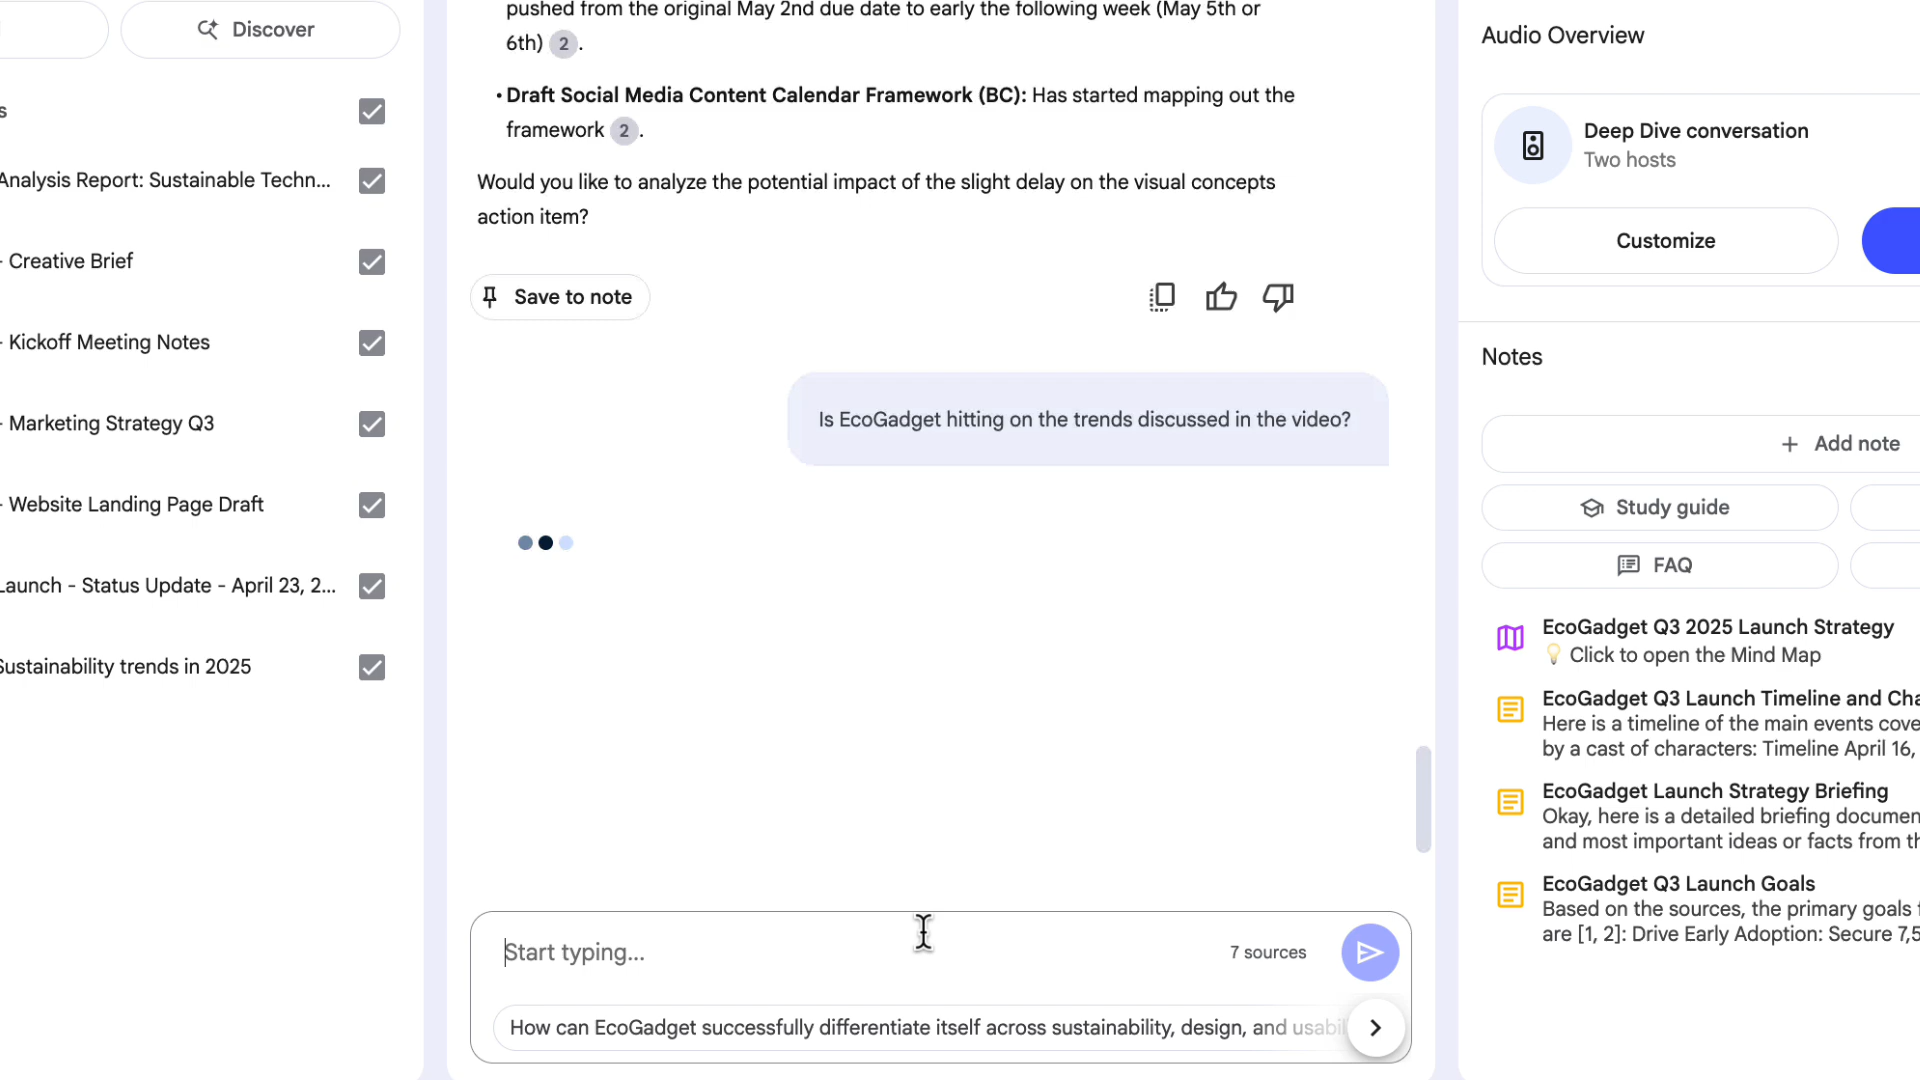 Discover
s
Analysis Report: Sustainable Techn...
- Creative Brief
- Kickoff Meeting Notes
- Marketing Strategy Q3
- Website Landing Page Draft
Launch - Status Update - April 23, 2...
Sustainability trends in 2025
pushed from the original May 2nd due date to early the following week (May 5th or
6th) 2.
• Draft Social Media Content Calendar Framework (BC): Has started mapping out the
framework 2.
Would you like to analyze the potential impact of the slight delay on the visual concepts
action item?
Save to note
Is EcoGadget hitting on the trends discussed in the video?
Start typing...
7 sources
How can EcoGadget successfully differentiate itself across sustainability, design, and usabil
Audio Overview
Deep Dive conversation
Two hosts
Customize
Notes
+ Add note
Study guide
FAQ
EcoGadget Q3 2025 Launch Strategy
Click to open the Mind Map
EcoGadget Q3 Launch Timeline and Cha
Here is a timeline of the main events cove
by a cast of characters: Timeline April 16,
EcoGadget Launch Strategy Briefing
Okay, here is a detailed briefing documen
and most important ideas or facts from th
EcoGadget Q3 Launch Goals
Based on the sources, the primary goals f
are [1, 2]: Drive Early Adoption: Secure 7,5